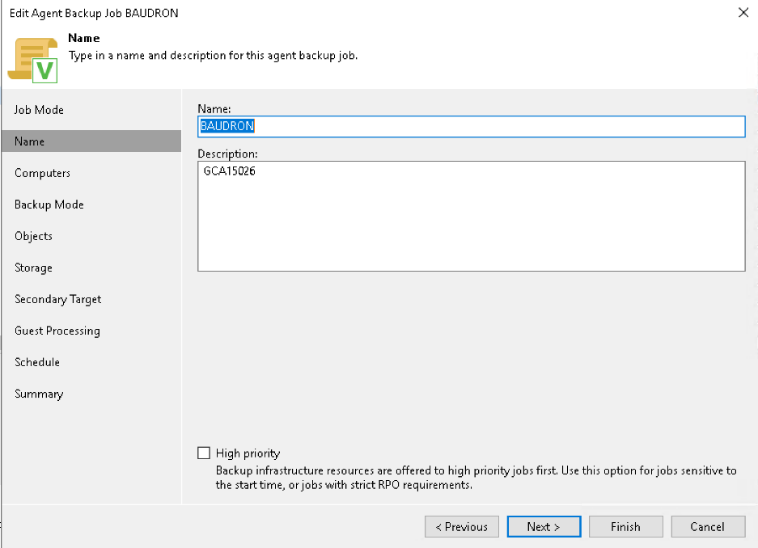 Edit Agent Backup Job BAUDRON
Name
Type in a name and description for this agent backup job.
V
Job Mode
Name
Computers
Backup Mode
Objects
Storage
Secondary Target
Guest Processing
Schedule
Summary
Name:
BAUDRON
Description:
GCA15026
High priority
Backup infrastructure resources are offered to high priority jobs first. Use this option for jobs sensitive to
the start time, or jobs with strict RPO requirements.
< Previous
Next >
Finish
Cancel